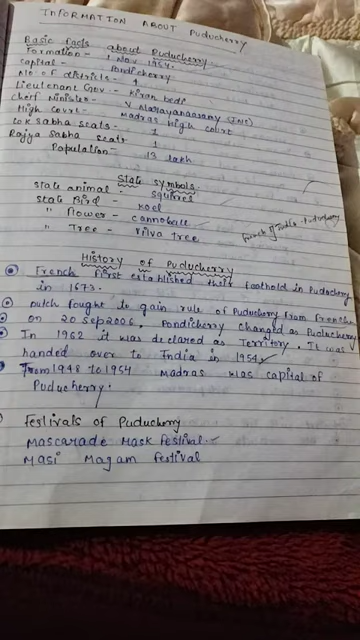 INFORMATION ABOUT PUDUCHERRY
Basic facts about Puducherry
Formation - 1 Nov 1954.
capital - Pondicherry
No. of districts - 4
Lieutenant Gov - Kiran bedi
Cheif Minister - V Narayanasamy (INC)
High Court - Madras high court
Lok Sabha seats - 1
Rajya Sabha seats - 1
Population - 13 lakh
State symbols
State animal - squirrel
State Bird - Koel
" flower - cannoball
" Tree - Vilva tree
French of India - Puducherry
History of Puducherry
French first established their foothold in Puducherry
in 1673.
Dutch fought to gain rule of Puducherry from french
on 20 sep 2006, Pondicherry changed as Puducherry
In 1962 it was declared as Territory. It was
handed over to India in 1954.
From 1948 to 1954 Madras was capital of
Puducherry.
Festivals of Puducherry
Mascarade Mask Festival.
Masi Magam festival